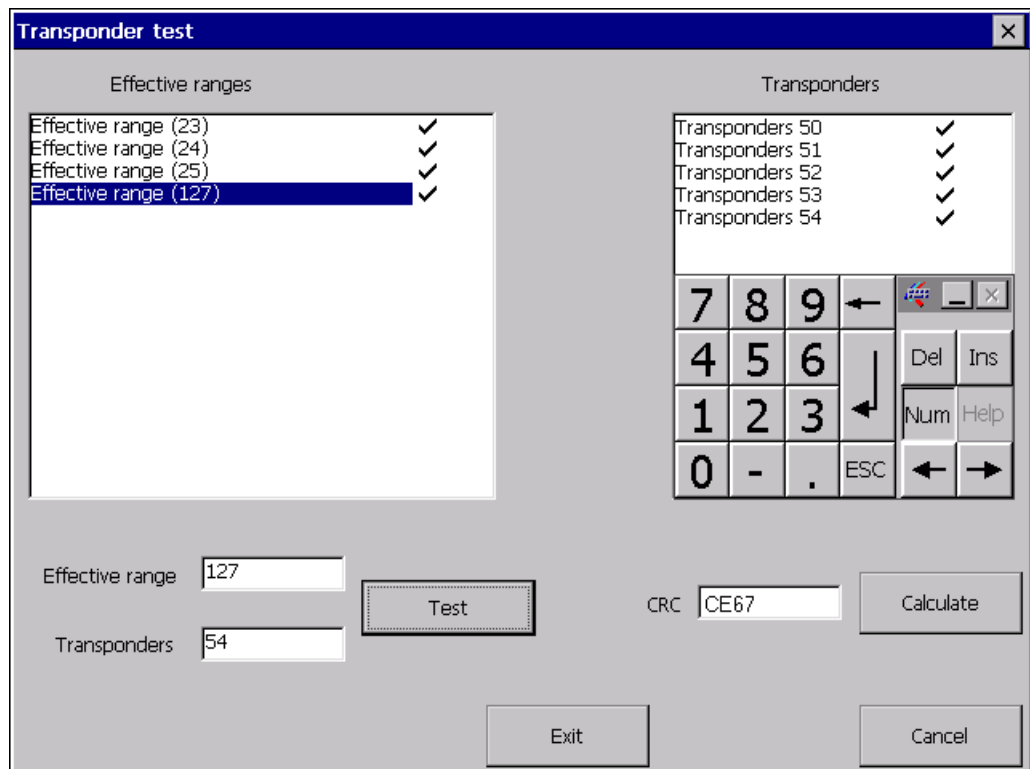 Transponder test
Effective ranges
Transponders
Effective range (23)
Effective range (24)
Effective range (25)
Effective range (127)
Transponders 50
Transponders 51
Transponders 52
Transponders 53
Transponders 54
7 8 9
4 5 6 Del Ins
1 2 3 Num Help
0 - . ESC
Effective range 127
Test
CRC CE67
Calculate
Transponders 54
Exit
Cancel